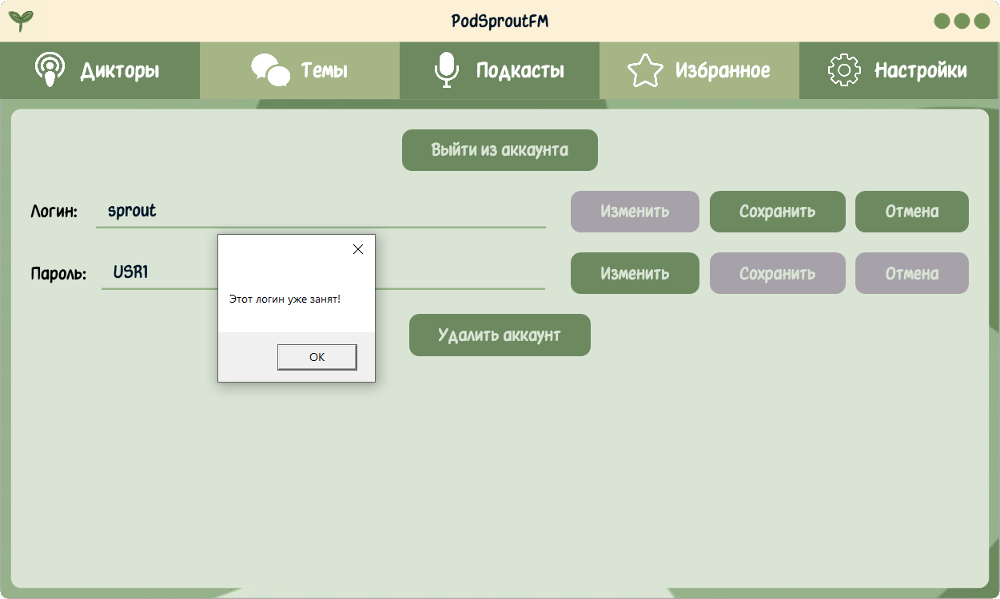 PodSproutFM
Дикторы Темы Подкасты Избранное Настройки
Выйти из аккаунта
Логин: sprout Изменить Сохранить Отмена
Пароль: USR1 Изменить Сохранить Отмена
Этот логин уже занят!
Удалить аккаунт
OK